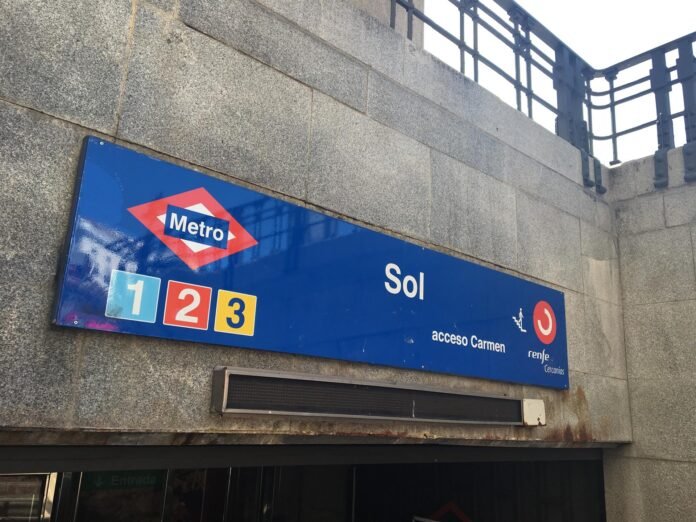 Metro
1 2 3
Sol
acceso Carmen
renfe
Cercanías
Entrada